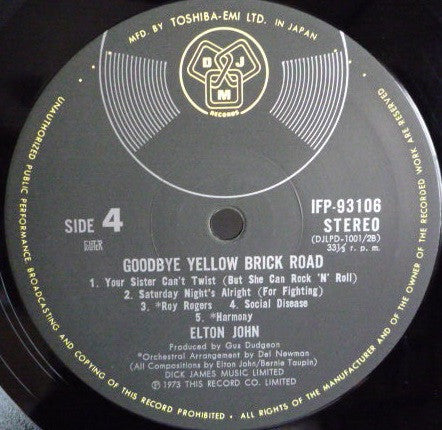 MFD. BY TOSHIBA-EMI LTD. IN JAPAN
ALL RIGHTS OF THE MANUFACTURER AND OF THE OWNER OF THE RECORDED WORK ARE RESERVED
UNAUTHORIZED PUBLIC PERFORMANCE BROADCASTING AND COPYING OF THIS RECORD PROHIBITED
D J M
RECORDS
SIDE 4
IFP-93106
STEREO
(DJLPD-1001/2B)
33⅓ r. p. m.
GOODBYE YELLOW BRICK ROAD
1. Your Sister Can't Twist (But She Can Rock 'N' Roll)
2. Saturday Night's Alright (For Fighting)
3. *Roy Rogers 4. Social Disease
5. *Harmony
ELTON JOHN
Produced by Gus Dudgeon
*Orchestral Arrangement by Del Newman
(All Compositions by Elton John/Bernie Taupin)
DICK JAMES MUSIC LIMITED
℗1973 THIS RECORD CO. LIMITED